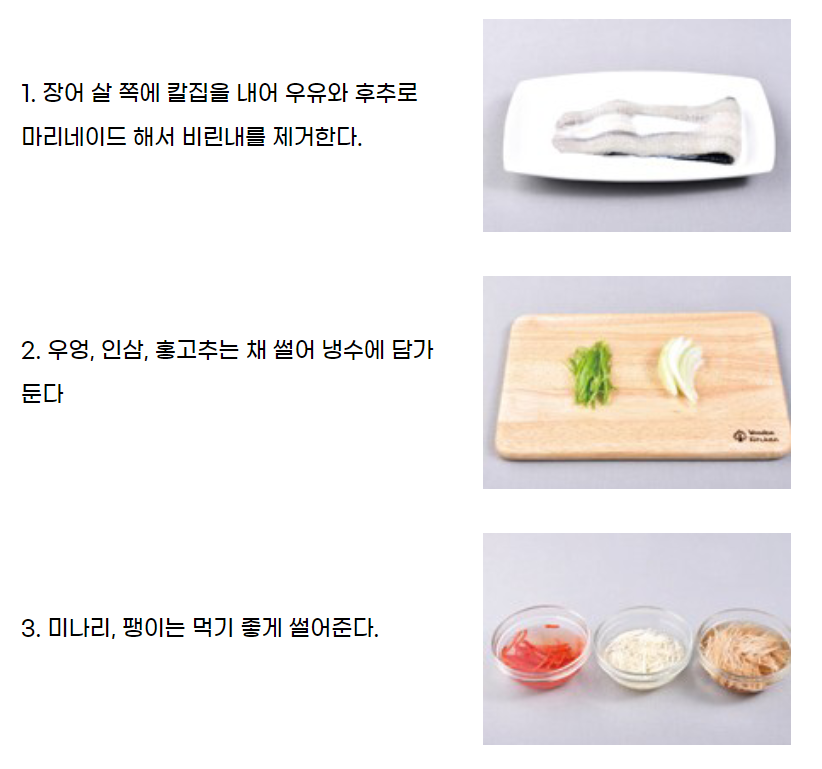 1. 장어 살 쪽에 칼집을 내어 우유와 후추로
마리네이드 해서 비린내를 제거한다.
2. 우엉, 인삼, 홍고추는 채 썰어 냉수에 담가
둔다
3. 미나리, 팽이는 먹기 좋게 썰어준다.